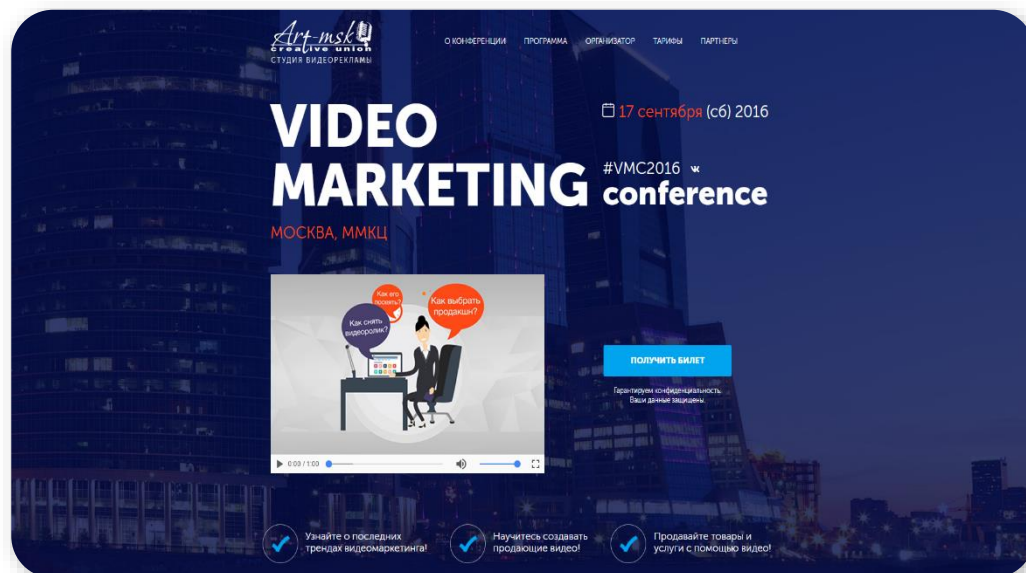 Art-msk
creative union
СТУДИЯ ВИДЕОРЕКЛАМЫ
О КОНФЕРЕНЦИИ ПРОГРАММА ОРГАНИЗАТОР ТАРИФЫ ПАРТНЕРЫ
VIDEO
MARKETING
МОСКВА, ММКЦ
17 сентября (сб) 2016
#VMC2016
conference
Как его
Как выбрать
продакшн?
Как снять
видеоролик?
0:00 / 1:00
ПОЛУЧИТЬ БИЛЕТ
Гарантируем конфиденциальность.
Ваши данные защищены.
Узнайте о последних
трендах видеомаркетинга!
Научитесь создавать
продающие видео!
Продавайте товары и
услуги с помощью видео!